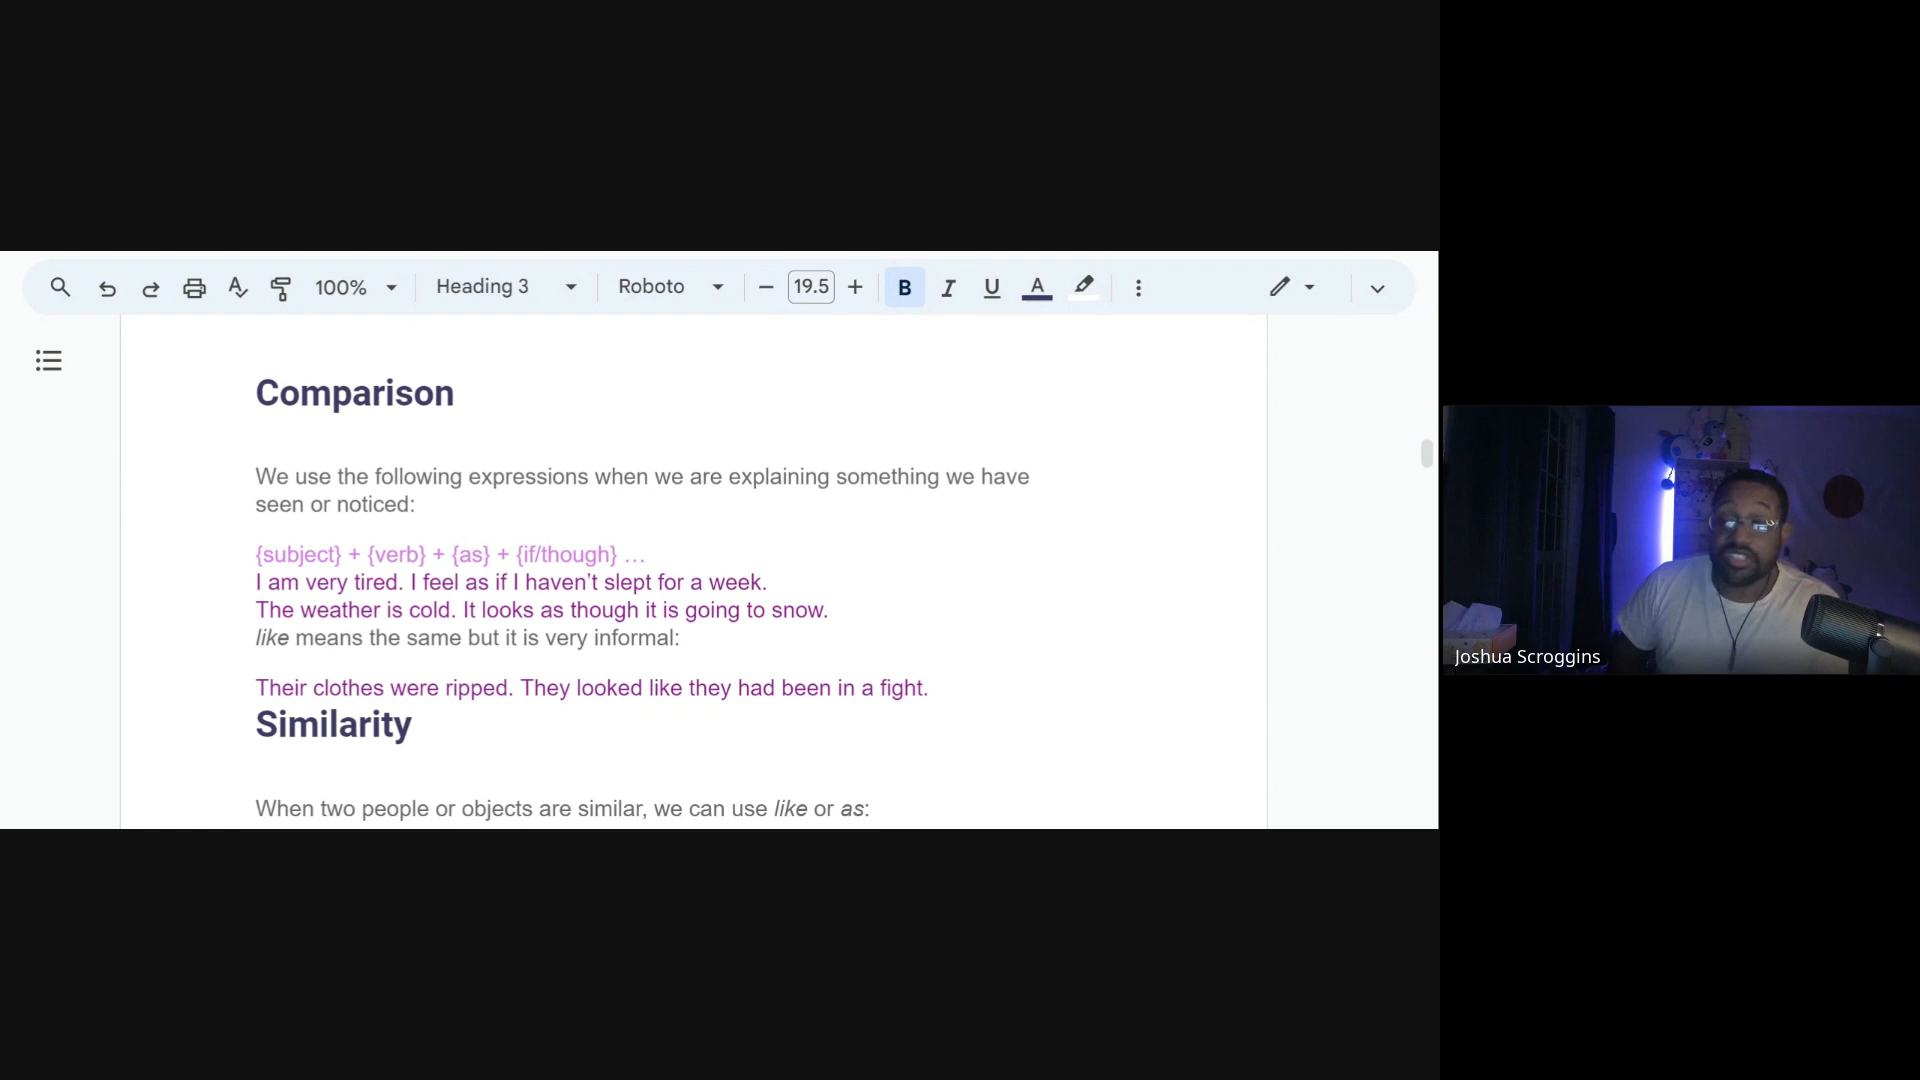 100%
Heading 3
Roboto
19.5
B
I
U
A
Comparison
We use the following expressions when we are explaining something we have
seen or noticed:
{subject} + {verb} + {as} + {if/though} …
I am very tired. I feel as if I haven’t slept for a week.
The weather is cold. It looks as though it is going to snow.
like means the same but it is very informal:
Their clothes were ripped. They looked like they had been in a fight.
Similarity
When two people or objects are similar, we can use like or as:
Joshua Scroggins